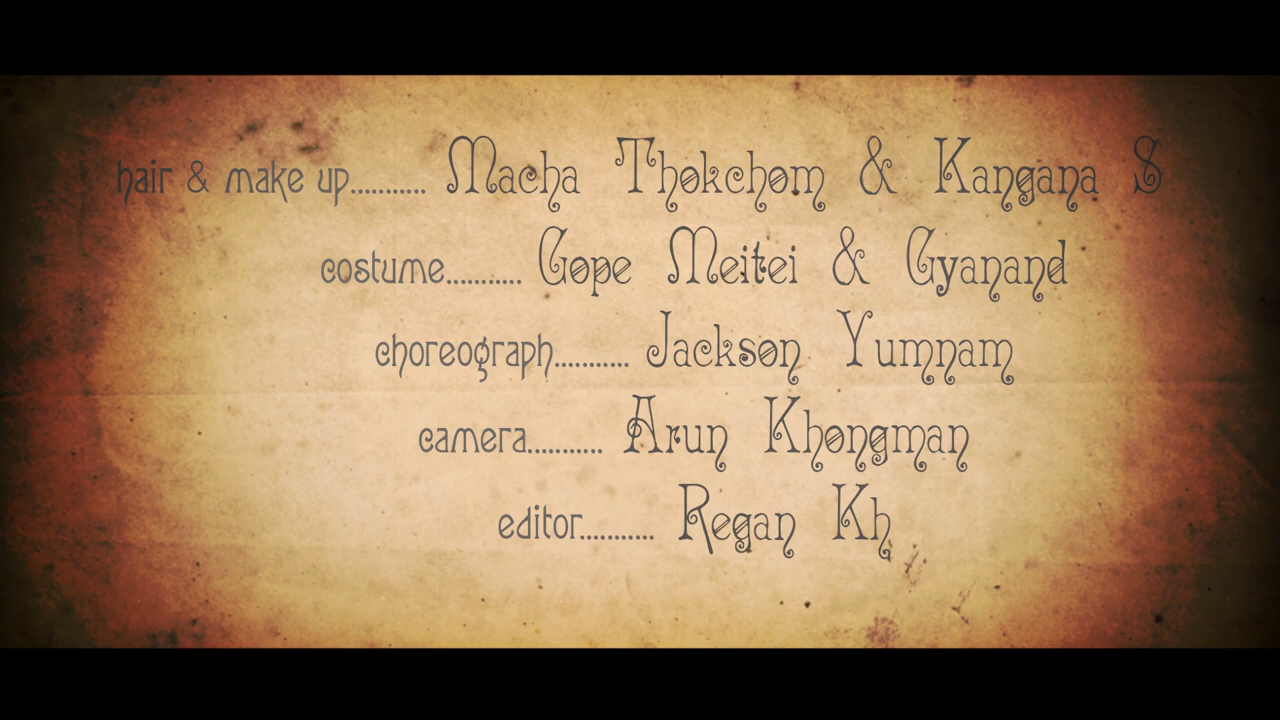 hair & make up........... Macha Thokchom & Kangana S
costume........... Gope Meitei & Gyanand
choreograph........... Jackson Yumnam
camera........... Arun Khongman
editor........... Regan Kh